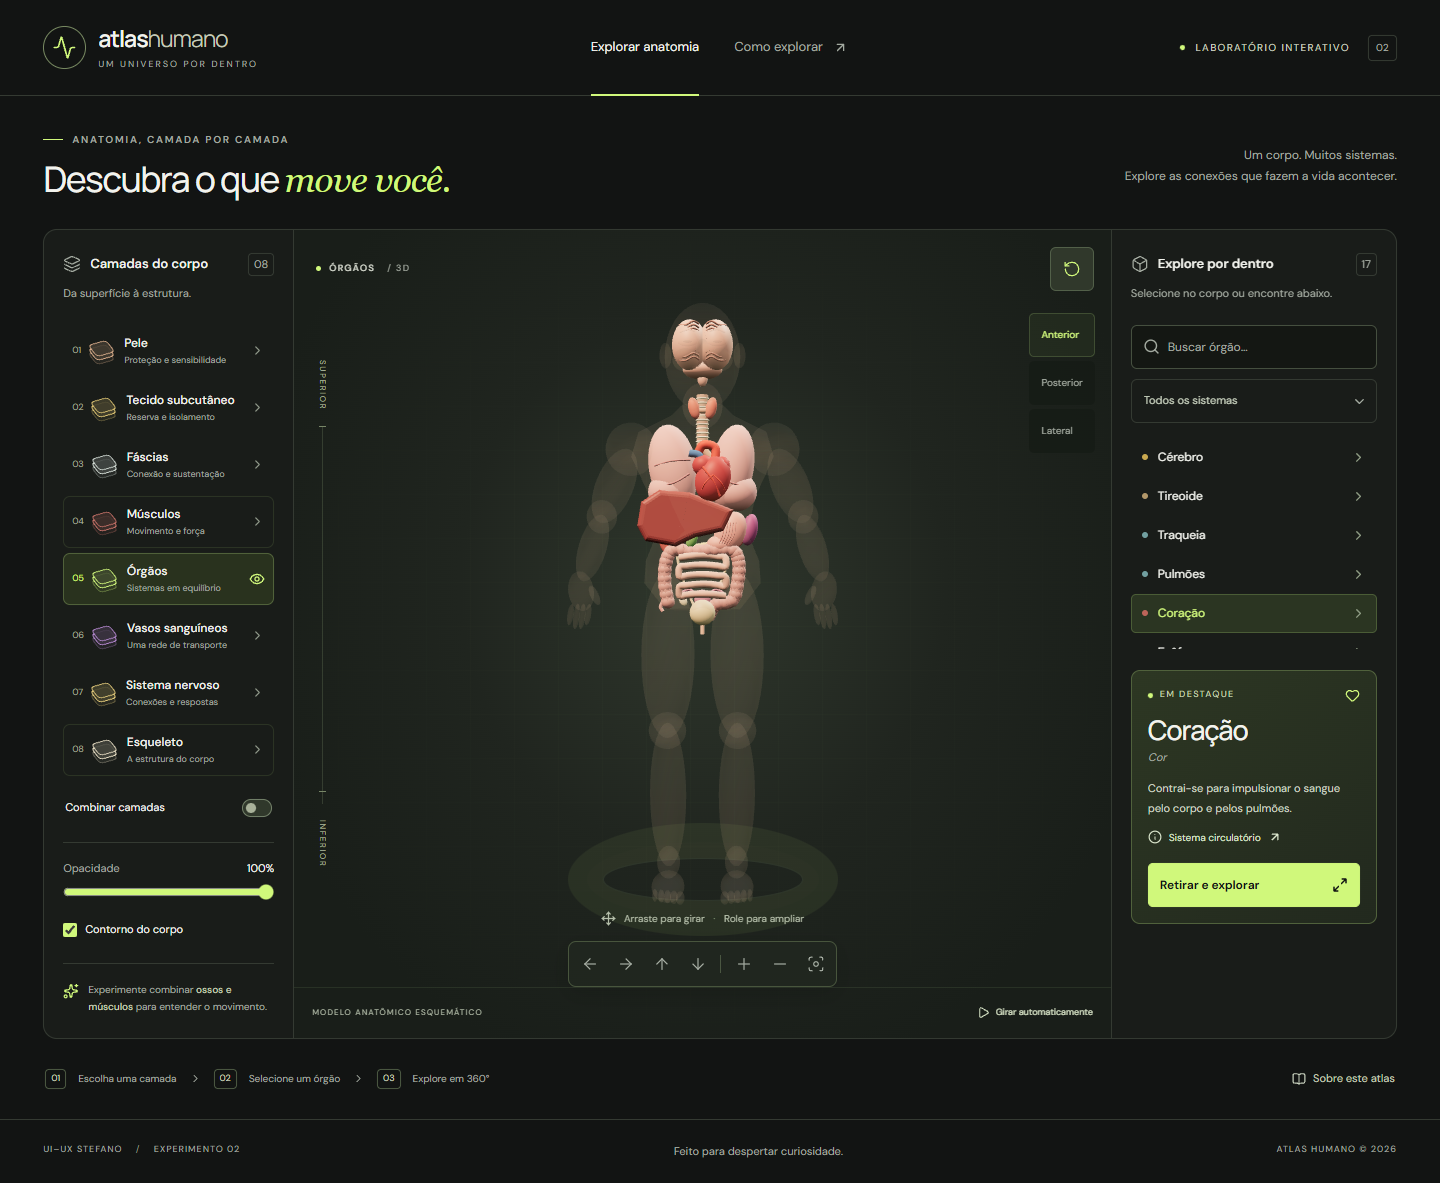 atlashumano
UM UNIVERSO POR DENTRO
Explorar anatomia
Como explorar
LABORATÓRIO INTERATIVO
02
ANATOMIA, CAMADA POR CAMADA
Descubra o que move você.
Um corpo. Muitos sistemas.
Explore as conexões que fazem a vida acontecer.
Camadas do corpo
08
Da superfície à estrutura.
01
Pele
Proteção e sensibilidade
02
Tecido subcutâneo
Reserva e isolamento
03
Fáscias
Conexão e sustentação
04
Músculos
Movimento e força
05
Órgãos
Sistemas em equilíbrio
06
Vasos sanguíneos
Uma rede de transporte
07
Sistema nervoso
Conexões e respostas
08
Esqueleto
A estrutura do corpo
Combinar camadas
Opacidade
100%
Contorno do corpo
Experimente combinar ossos e
músculos para entender o movimento.
ÓRGÃOS / 3D
SUPERIOR
INFERIOR
Anterior
Posterior
Lateral
Arraste para girar · Role para ampliar
MODELO ANATÔMICO ESQUEMÁTICO
Girar automaticamente
Explore por dentro
17
Selecione no corpo ou encontre abaixo.
Buscar órgão...
Todos os sistemas
Cérebro
Tireoide
Traqueia
Pulmões
Coração
EM DESTAQUE
Coração
Cor
Contrai-se para impulsionar o sangue
pelo corpo e pelos pulmões.
Sistema circulatório
Retirar e explorar
01 Escolha uma camada
02 Selecione um órgão
03 Explore em 360°
Sobre este atlas
UI–UX STEFANO / EXPERIMENTO 02
Feito para despertar curiosidade.
ATLAS HUMANO © 2026